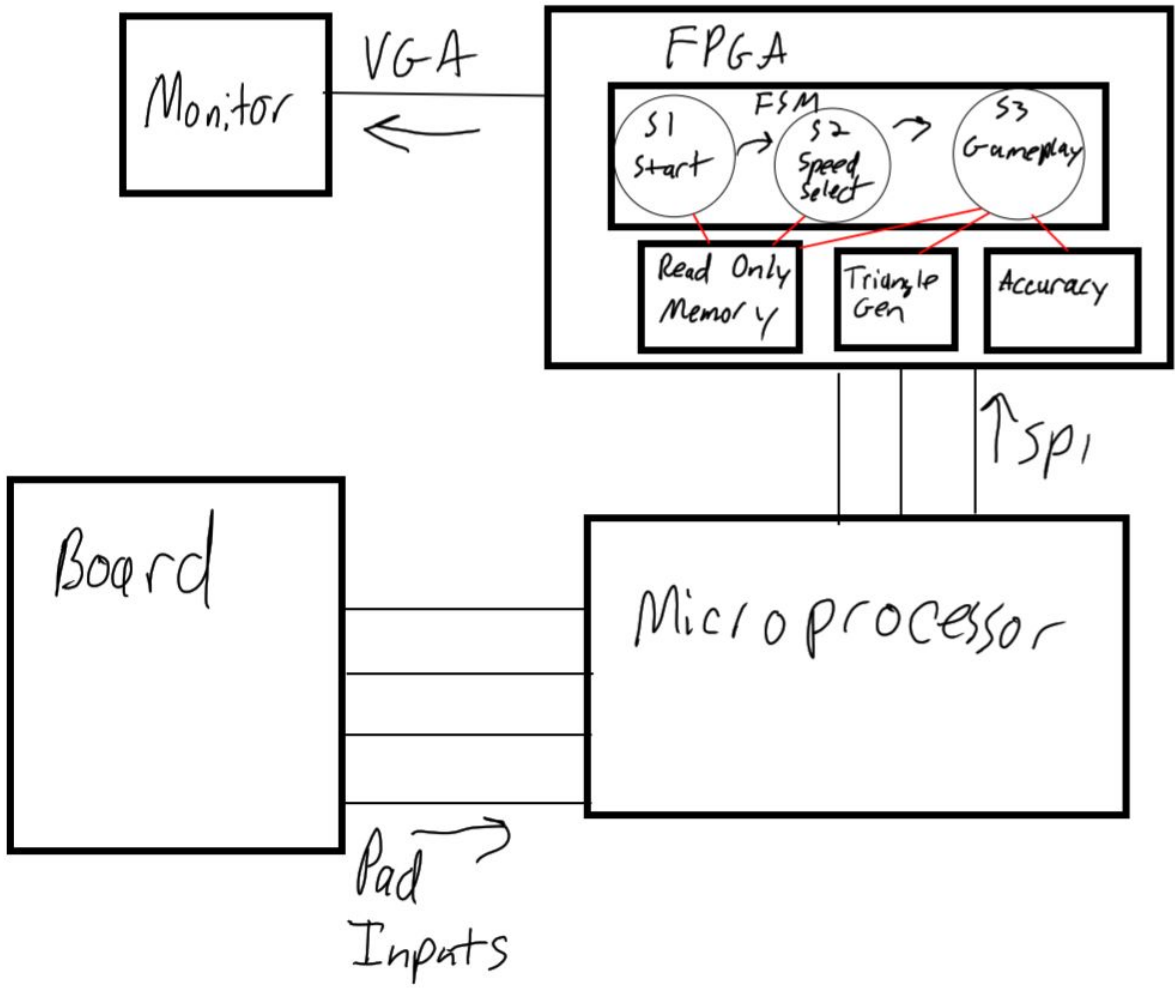 VGA
FPGA
Monitor
FSM
S1
Start
S2
Speed
Select
S3
Gameplay
Read Only
Memory
Triangle
Gen
Accuracy
SPI
Board
Microprocessor
Pad
Inputs